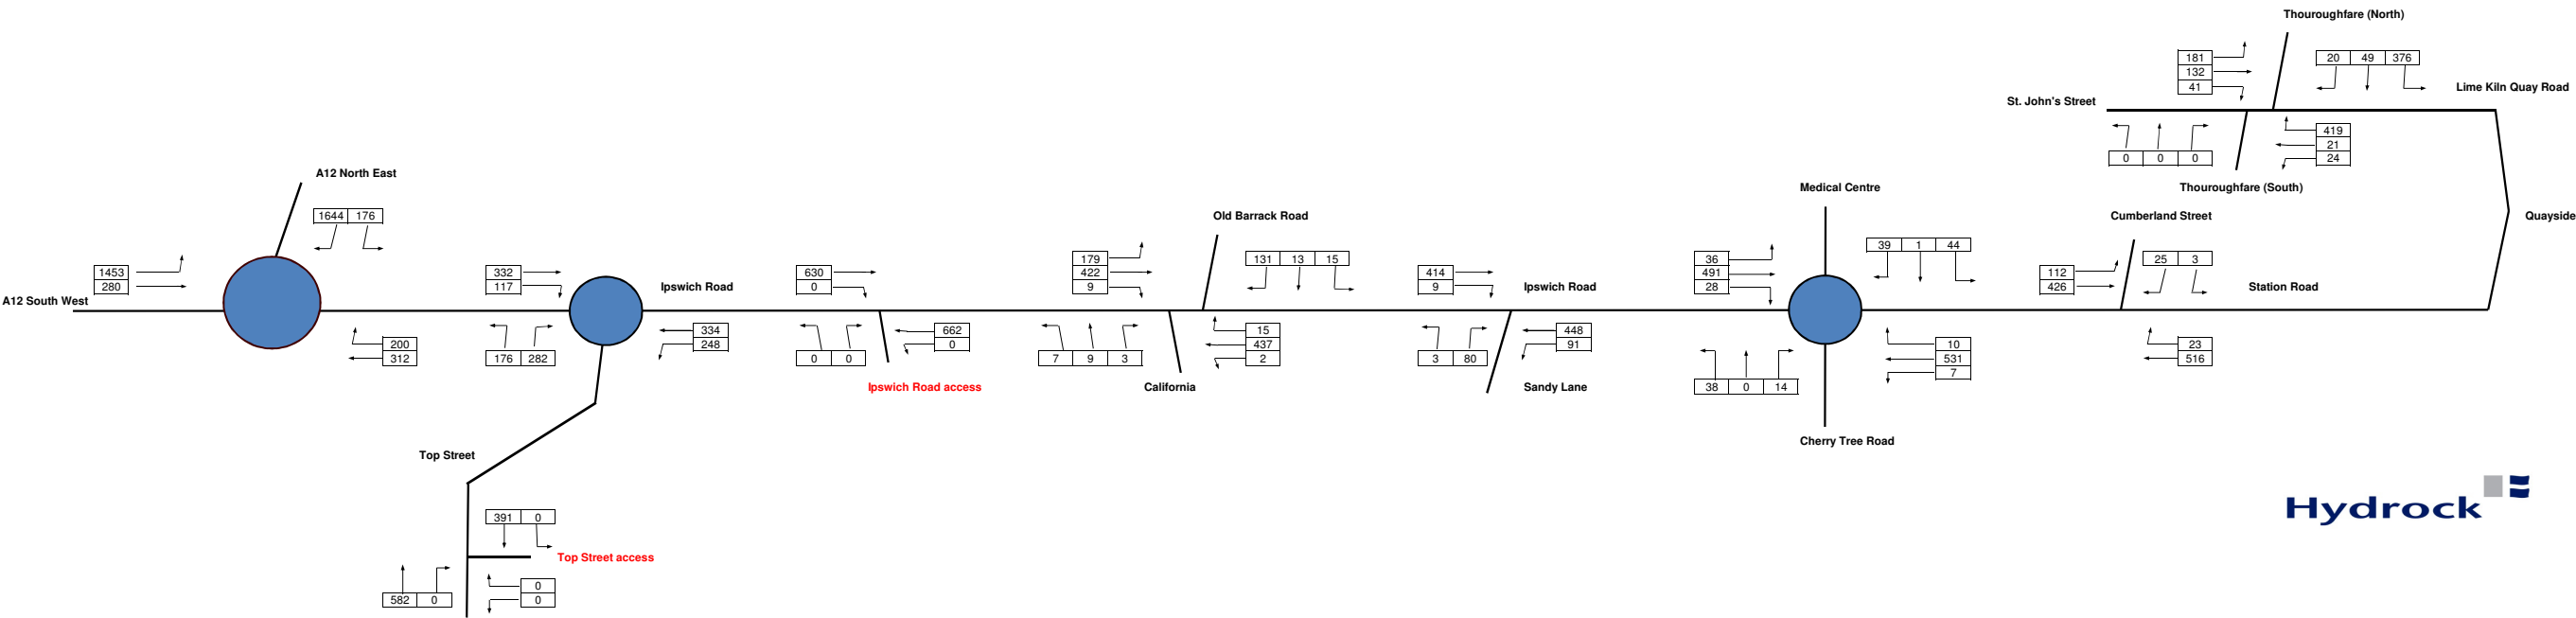 Thouroughfare (North)
181
132
41
20 49 376
Lime Kiln Quay Road
St. John's Street
419
21
24
0 0 0
Thouroughfare (South)
A12 North East
1644 176
Medical Centre
Old Barrack Road
Cumberland Street
Quayside
1453
280
A12 South West
332
117
Ipswich Road
630
0
179
422
9
131 13 15
414
9
Ipswich Road
36
491
28
39 1 44
112
426
25 3
Station Road
200
312
176 282
334
248
0 0
662
0
7 9 3
15
437
2
3 80
448
91
38 0 14
10
531
7
23
516
Ipswich Road access
California
Sandy Lane
Cherry Tree Road
Top Street
391 0
Top Street access
582 0
0
0
Hydrock